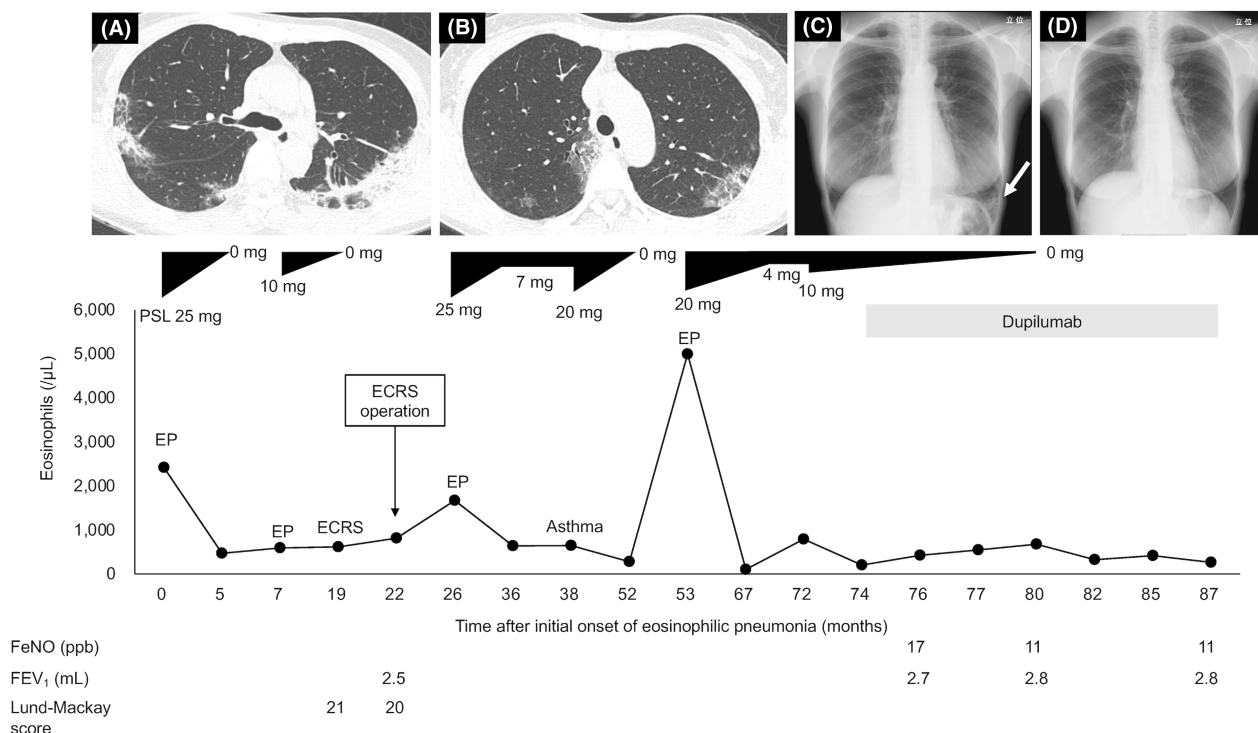 (A)
(B)
(C)
立位
(D)
立位
0 mg
0 mg
0 mg
0 mg
10 mg
7 mg
4 mg
10 mg
PSL 25 mg
25 mg
20 mg
20 mg
Dupilumab
Eosinophils (/μL)
6,000
5,000
4,000
3,000
2,000
1,000
0
EP
EP
ECRS
ECRS
operation
EP
Asthma
EP
0 5 7 19 22 26 36 38 52 53 67 72 74 76 77 80 82 85 87
Time after initial onset of eosinophilic pneumonia (months)
FeNO (ppb) 17 11 11
FEV1 (mL) 2.5 2.7 2.8 2.8
Lund-Mackay 21 20
score